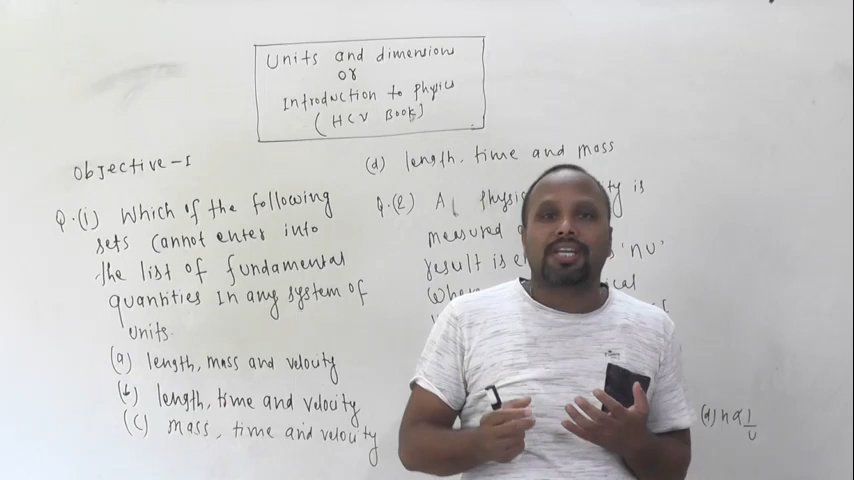 Units and dimension
or
Introduction to Physics
(HCV Book)
Objective-I
Q.(i) Which of the following
sets cannot enter into
the list of fundamental
quantities In any system of
units.
(a) length, mass and velocity
(b) length, time and velocity
(c) mass, time and velocity
(d) length, time and mass
Q.(2) A is
measured
result is 'nu'
(d) n α 1/u